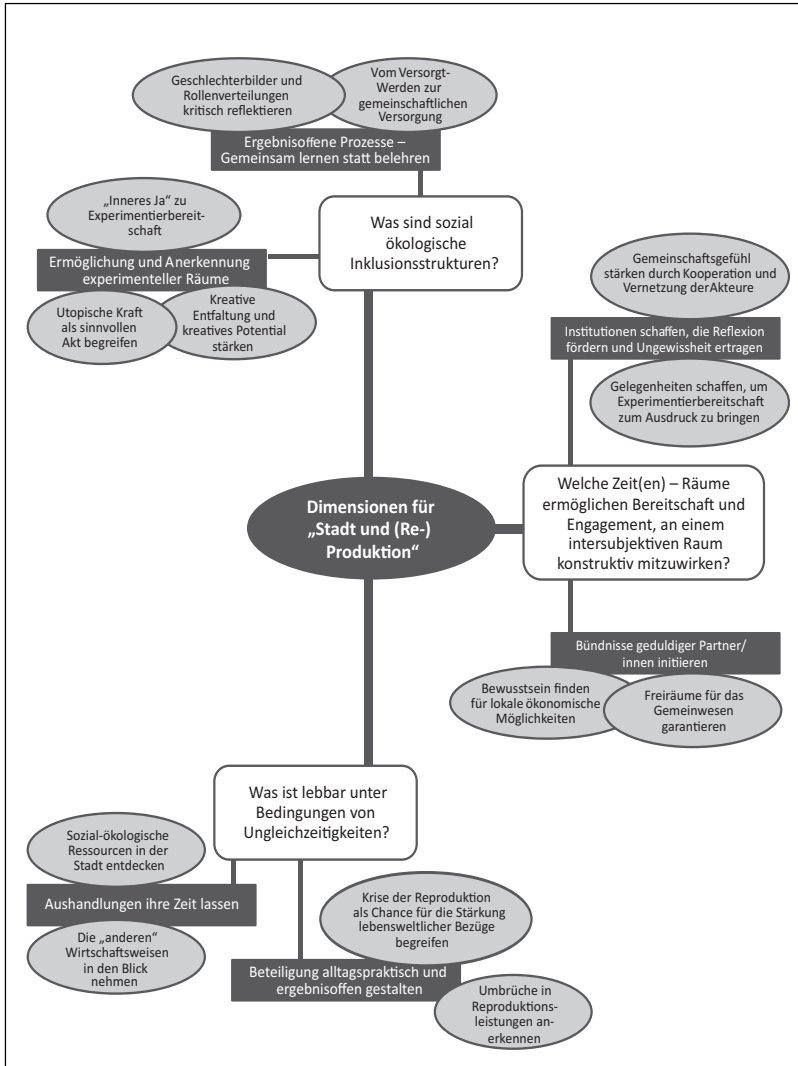 Geschlechterbilder und
Rollenverteilungen
kritisch reflektieren
Vom Versorgt-
Werden zur
gemeinschaftlichen
Versorgung
Ergebnisoffene Prozesse –
Gemeinsam lernen statt belehren
„Inneres Ja“ zu
Experimentierbereit-
schaft
Was sind sozial
ökologische
Inklusionsstrukturen?
Ermöglichung und Anerkennung
experimenteller Räume
Utopische Kraft
als sinnvollen
Akt begreifen
Kreative
Entfaltung und
kreatives Potential
stärken
Gemeinschaftsgefühl
stärken durch Kooperation und
Vernetzung derAkteure
Institutionen schaffen, die Reflexion
fördern und Ungewissheit ertragen
Gelegenheiten schaffen, um
Experimentierbereitschaft
zum Ausdruck zu bringen
Dimensionen für
„Stadt und (Re-)
Produktion“
Welche Zeit(en) – Räume
ermöglichen Bereitschaft und
Engagement, an einem
intersubjektiven Raum
konstruktiv mitzuwirken?
Bündnisse geduldiger Partner/
innen initiieren
Bewusstsein finden
für lokale ökonomische
Möglichkeiten
Freiräume für das
Gemeinwesen
garantieren
Was ist lebbar unter
Bedingungen von
Ungleichzeitigkeiten?
Sozial-ökologische
Ressourcen in der
Stadt entdecken
Aushandlungen ihre Zeit lassen
Die „anderen“
Wirtschaftsweisen
in den Blick
nehmen
Krise der Reproduktion
als Chance für die Stärkung
lebensweltlicher Bezüge
begreifen
Beteiligung alltagspraktisch und
ergebnisoffen gestalten
Umbrüche in
Reproduktions-
leistungen an-
erkennen